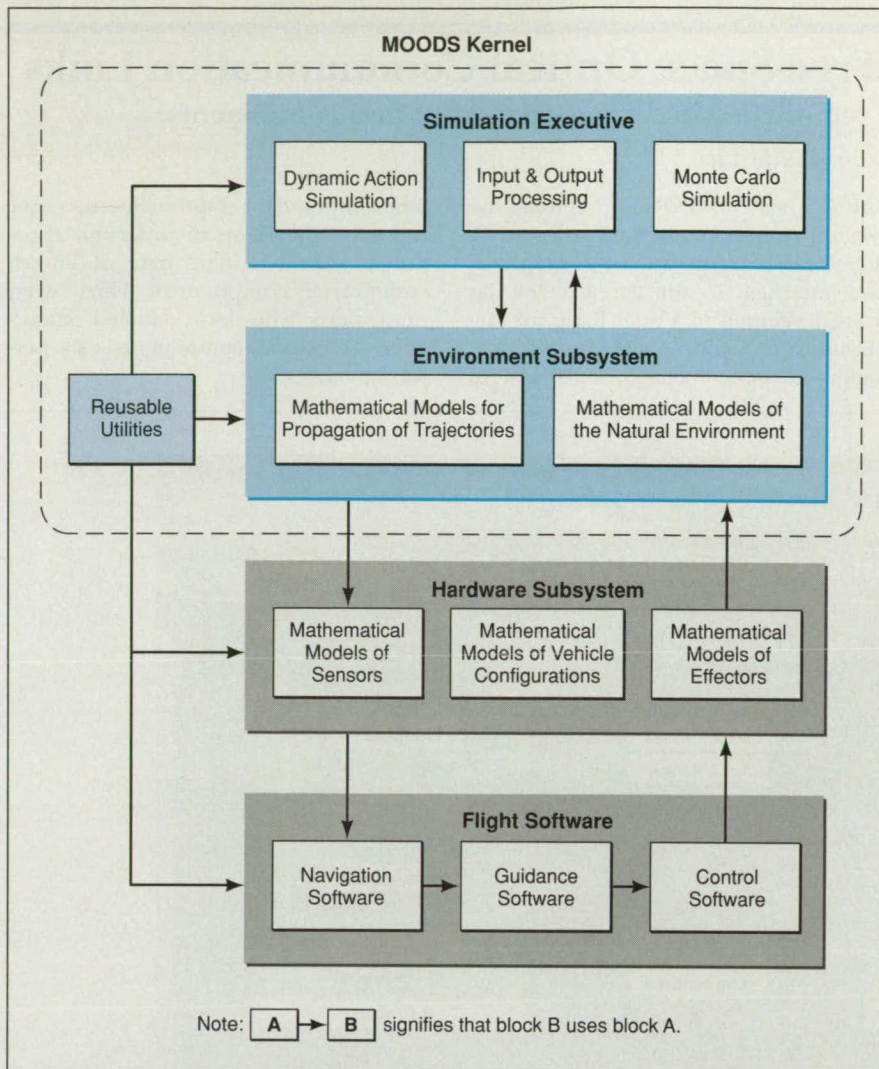 MOODS Kernel
Simulation Executive
Dynamic Action
Simulation
Input & Output
Processing
Monte Carlo
Simulation
Environment Subsystem
Reusable
Utilities
Mathematical Models for
Propagation of Trajectories
Mathematical Models of
the Natural Environment
Hardware Subsystem
Mathematical
Models of
Sensors
Mathematical
Models of Vehicle
Configurations
Mathematical
Models of
Effectors
Flight Software
Navigation
Software
Guidance
Software
Control
Software
Note: A B signifies that block B uses block A.